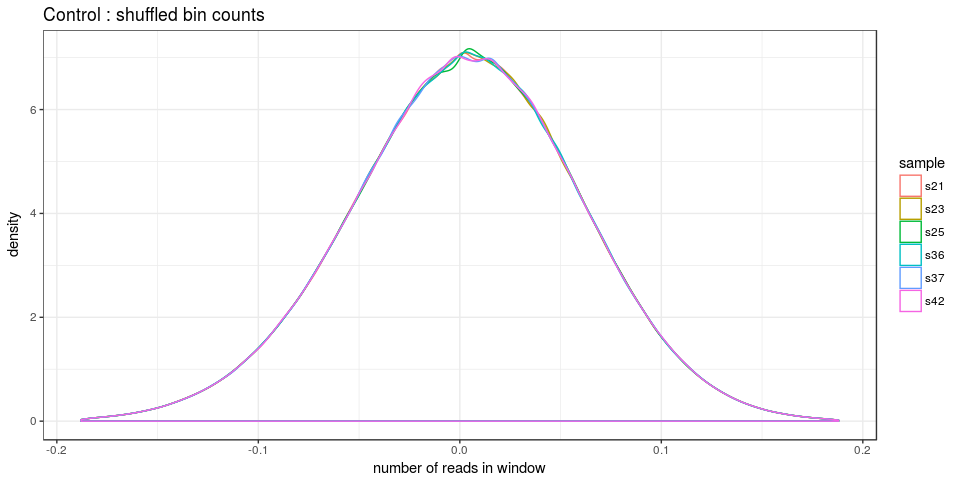 Control : shuffled bin counts
density
6
4
2
0
-0.2
-0.1
0.0
0.1
0.2
number of reads in window
sample
s21
s23
s25
s36
s37
s42